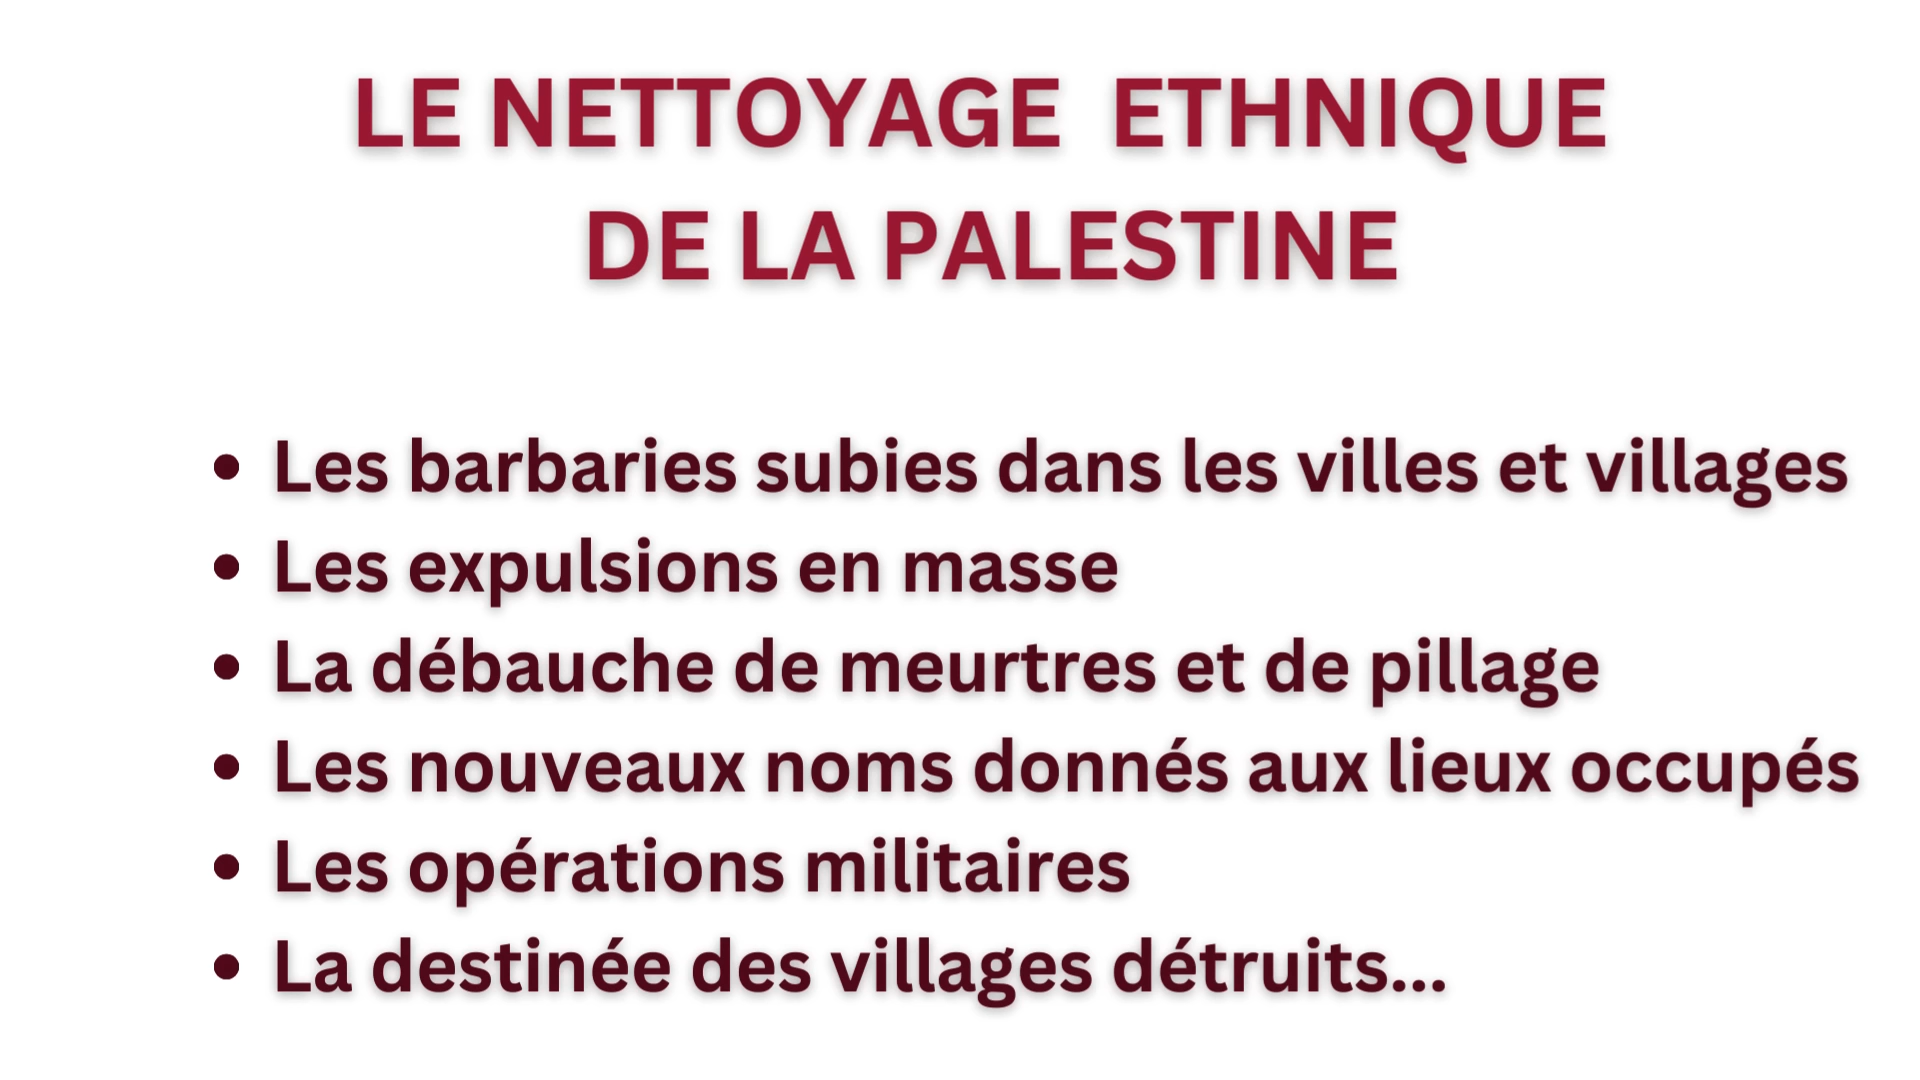 LE NETTOYAGE ETHNIQUE
DE LA PALESTINE
• Les barbaries subies dans les villes et villages
• Les expulsions en masse
• La débauche de meurtres et de pillage
• Les nouveaux noms donnés aux lieux occupés
• Les opérations militaires
• La destinée des villages détruits...